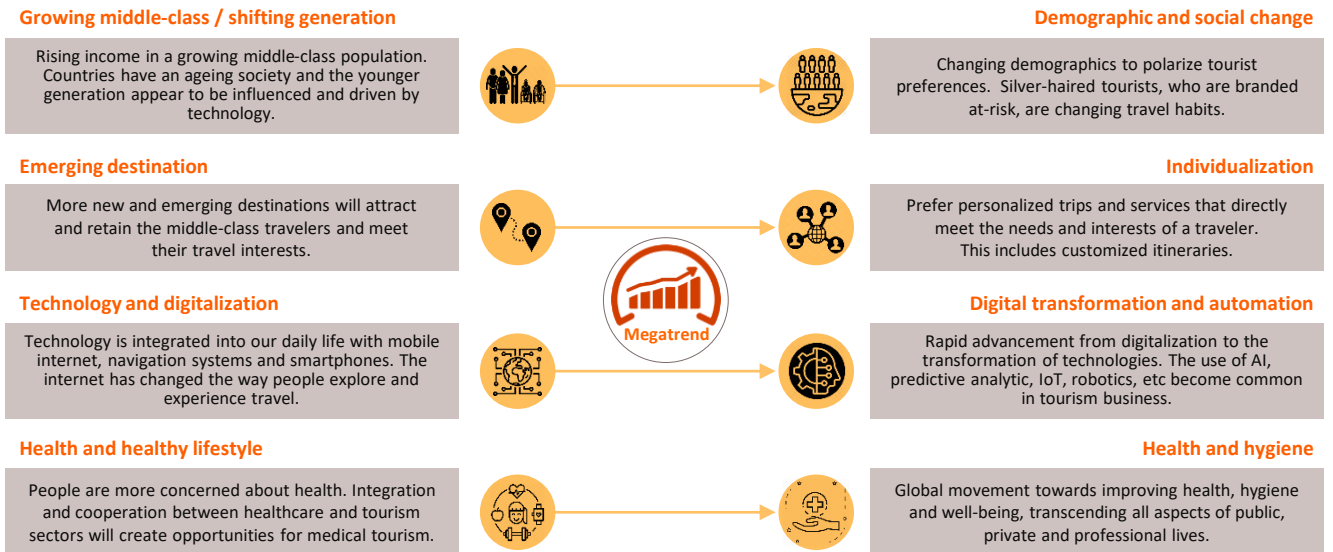 Growing middle-class / shifting generation
Demographic and social change
Rising income in a growing middle-class population.
Countries have an ageing society and the younger
generation appear to be influenced and driven by
technology.
Changing demographics to polarize tourist
preferences.  Silver-haired tourists, who are branded
at-risk, are changing travel habits.
Emerging destination
Individualization
More new and emerging destinations will attract
and retain the middle-class travelers and meet
their travel interests.
Prefer personalized trips and services that directly
meet the needs and interests of a traveler.
This includes customized itineraries.
Megatrend
Technology and digitalization
Digital transformation and automation
Technology is integrated into our daily life with mobile
internet, navigation systems and smartphones. The
internet has changed the way people explore and
experience travel.
Rapid advancement from digitalization to the
transformation of technologies. The use of AI,
predictive analytic, IoT, robotics, etc become common
in tourism business.
Health and healthy lifestyle
Health and hygiene
People are more concerned about health. Integration
and cooperation between healthcare and tourism
sectors will create opportunities for medical tourism.
Global movement towards improving health, hygiene
and well-being, transcending all aspects of public,
private and professional lives.